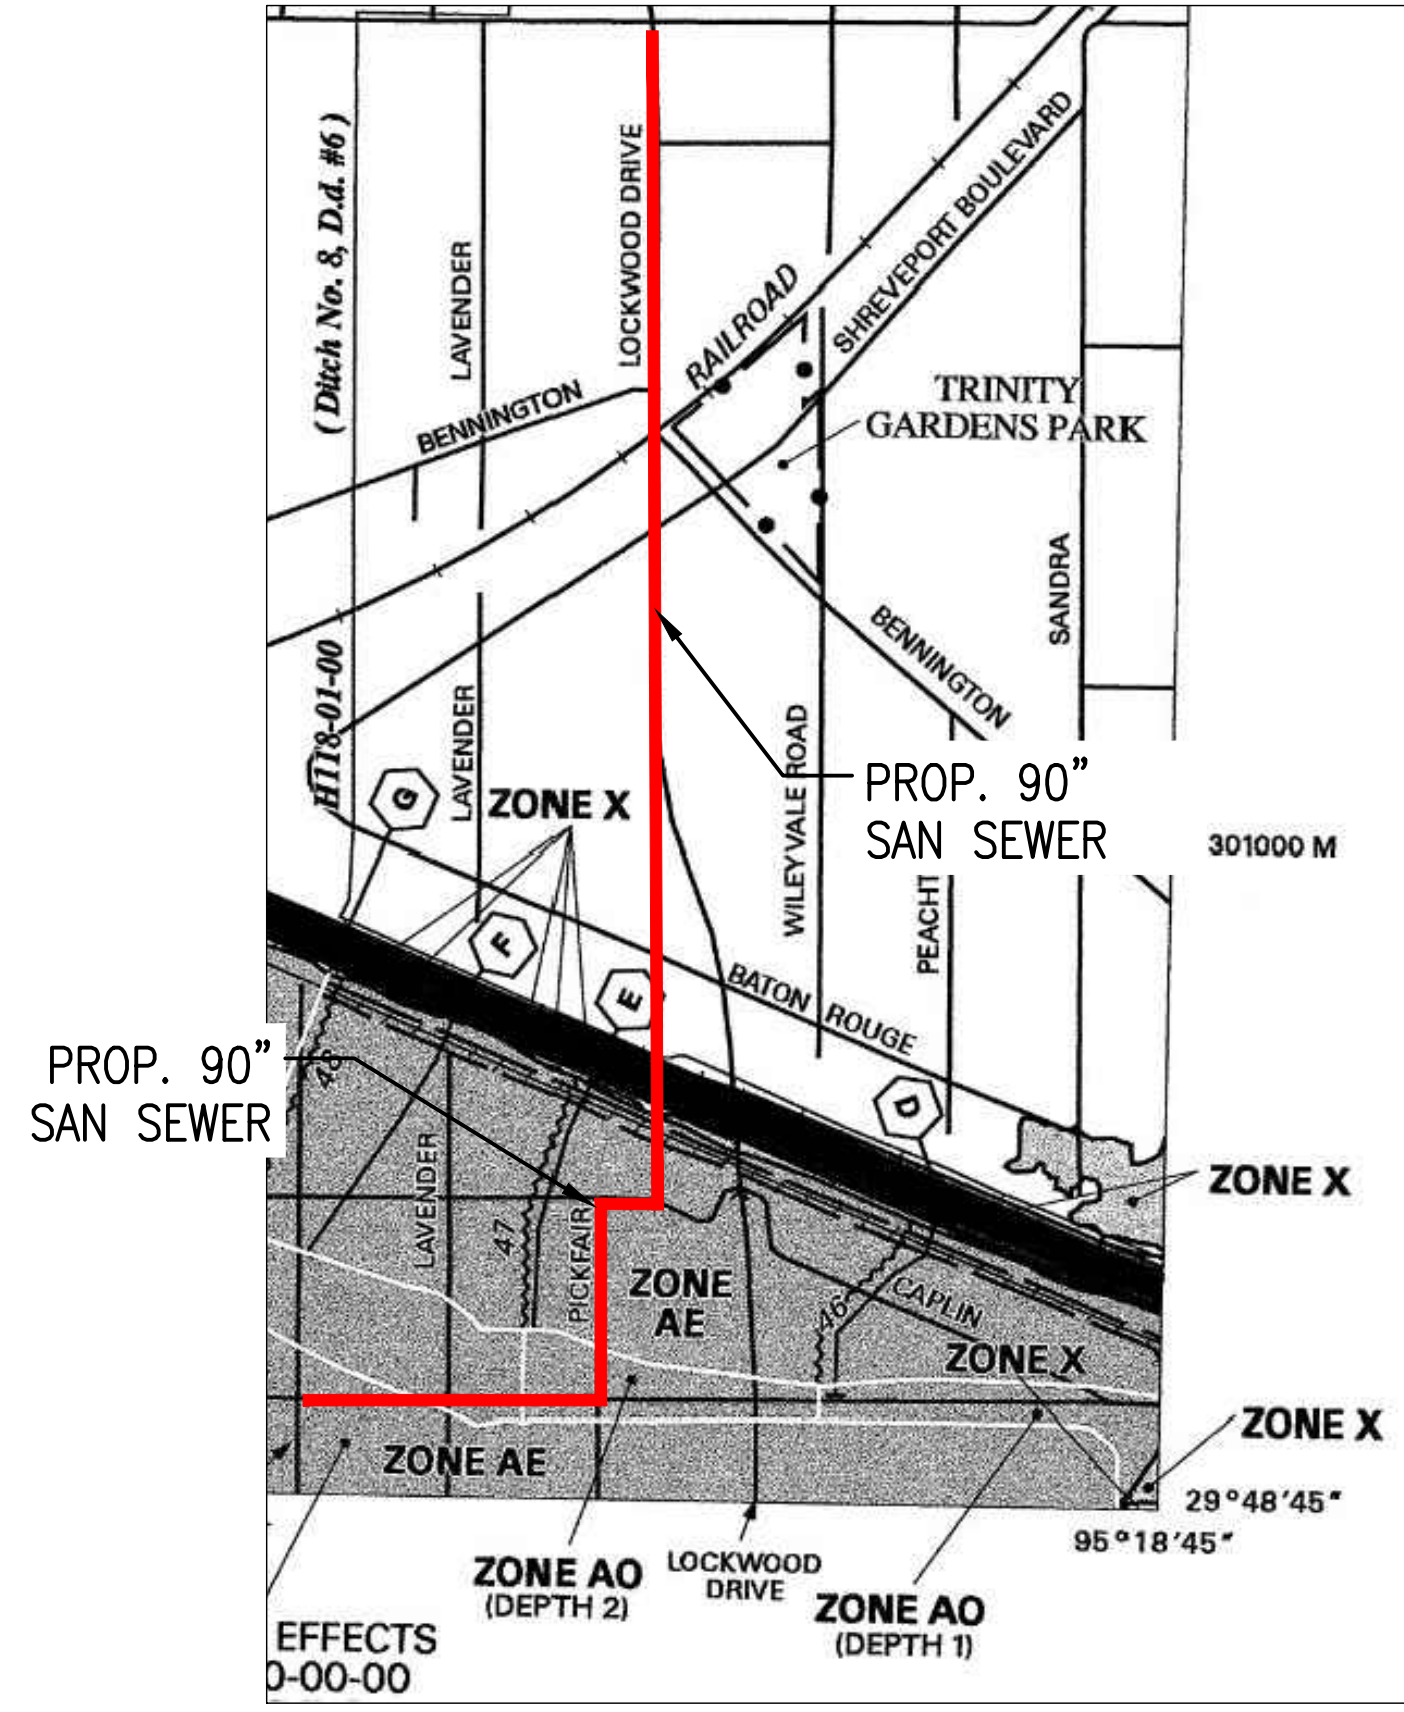 ( Ditch No. 8, D.d. #6 )
LAVENDER
LOCKWOOD DRIVE
RAILROAD
SHREVEPORT BOULEVARD
BENNINGTON
TRINITY
GARDENS PARK
SANDRA
BENNINGTON
H118-01-00
LAVENDER
WILEYVALE ROAD
PROP. 90"
SAN SEWER
G
ZONE X
301000 M
PEACHT
F
E
BATON ROUGE
PROP. 90"
SAN SEWER
48
D
LAVENDER
ZONE X
47
PICKFAIR
ZONE
AE
46
CAPLIN
ZONE X
ZONE X
ZONE AE
29°48'45"
95°18'45"
ZONE AO
(DEPTH 2)
LOCKWOOD
DRIVE
ZONE AO
(DEPTH 1)
EFFECTS
0-00-00